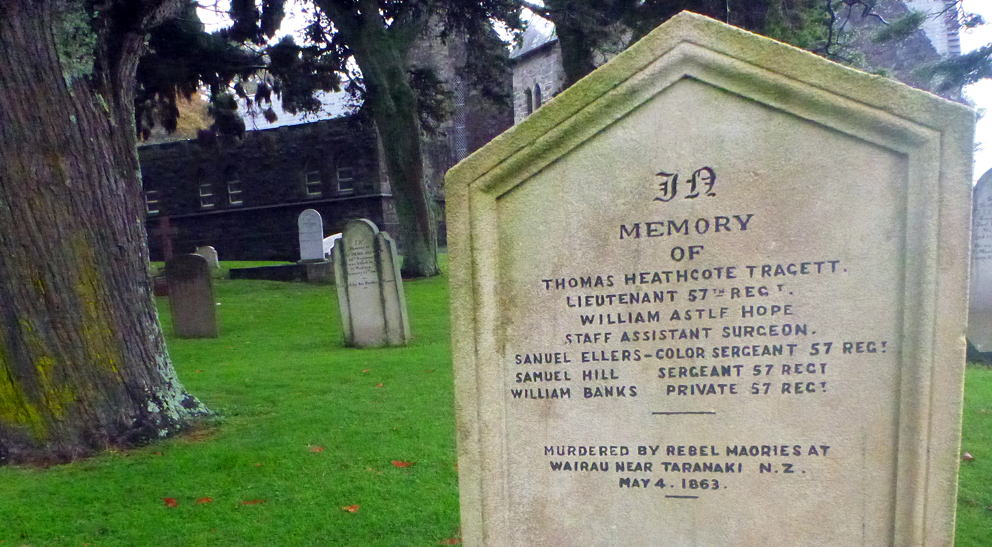 IN
MEMORY
OF
THOMAS HEATHCOTE TRAGETT.
LIEUTENANT 57TH REGT.
WILLIAM ASTLE HOPE
STAFF ASSISTANT SURGEON.
SANUEL ELLERS-COLOR SERGEANT 57 REGT
SAMUEL HILL SERGEANT 57 REGT
WILLIAM BANKS PRIVATE 57 REGT
MURDERED BY REBEL MAORIES AT
WAIRAU NEAR TARANAKI N.Z.
MAY 4. 1863.